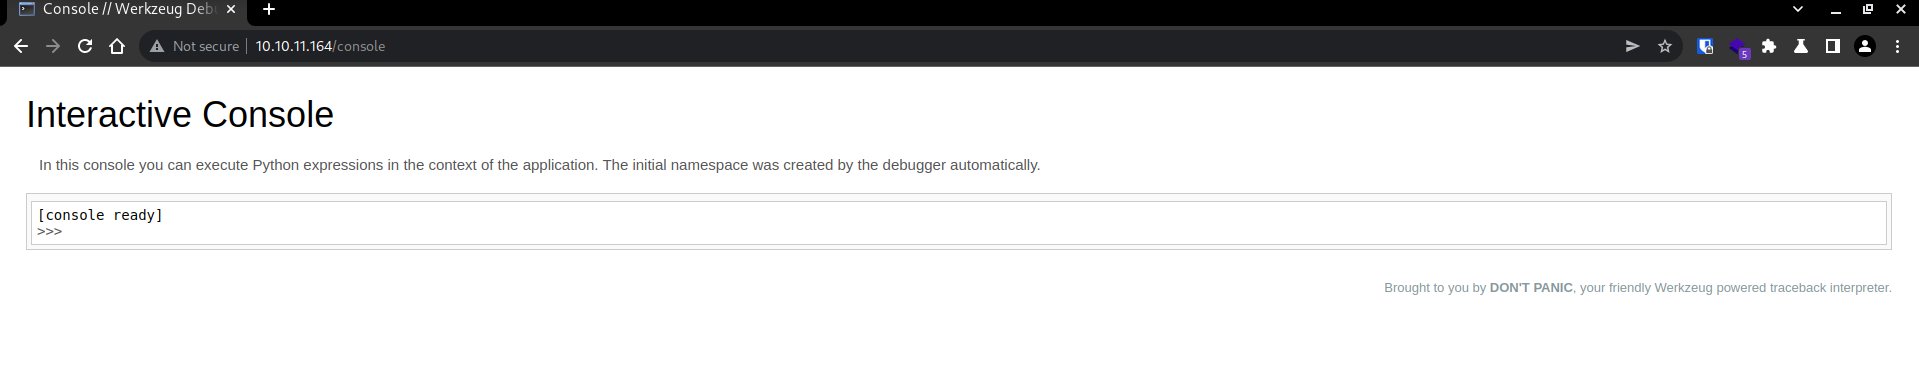 Console // Werkzeug Deb
Not secure 10.10.11.164/console
5
Interactive Console
In this console you can execute Python expressions in the context of the application. The initial namespace was created by the debugger automatically.
[console ready]
>>>
Brought to you by DON'T PANIC, your friendly Werkzeug powered traceback interpreter.